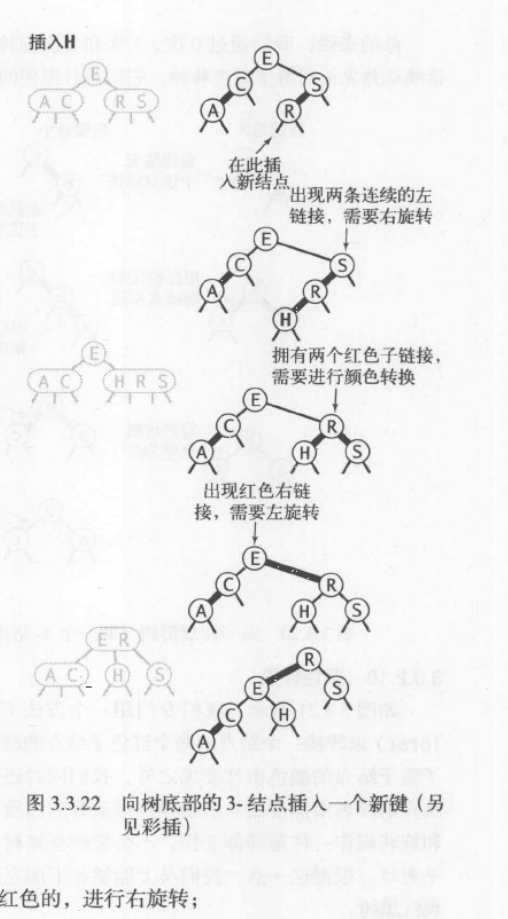 插入H
E
A C
R S
E
C
S
A
R
在此插
入新结点
出现两条连续的左
链接，需要右旋转
E
C
S
A
R
H
拥有两个红色子链接，
需要进行颜色转换
E
A C
H R S
E
C
R
A
H
S
出现红色右链
接，需要左旋转
E
C
R
A
H
S
E R
A C
H
S
R
E
S
C
H
A
图 3.3.22 向树底部的 3- 结点插入一个新键（另
见彩插）
红色的，进行右旋转；